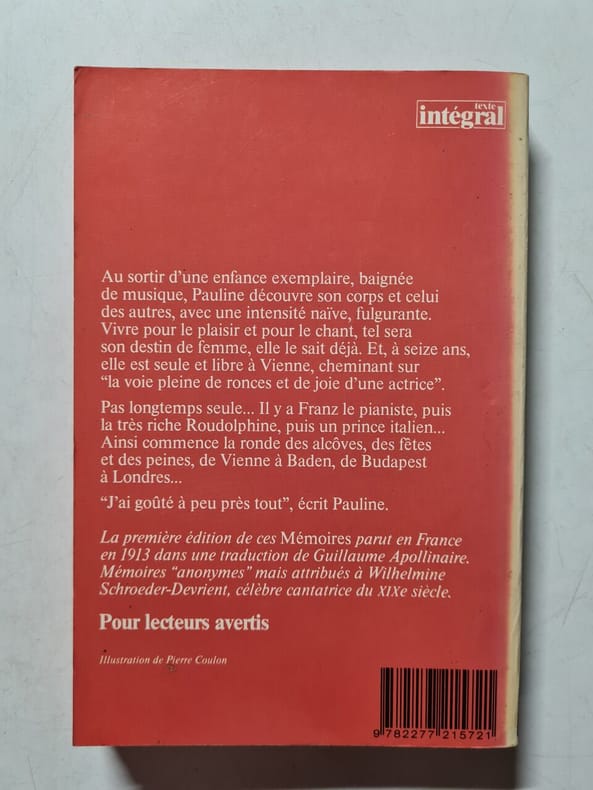 texte
intégral
Au sortir d'une enfance exemplaire, baignée
de musique, Pauline découvre son corps et celui
des autres, avec une intensité naïve, fulgurante.
Vivre pour le plaisir et pour le chant, tel sera
son destin de femme, elle le sait déjà. Et, à seize ans,
elle est seule et libre à Vienne, cheminant sur
“la voie pleine de ronces et de joie d'une actrice”.
Pas longtemps seule... Il y a Franz le pianiste, puis
la très riche Roudolphine, puis un prince italien...
Ainsi commence la ronde des alcôves, des fêtes
et des peines, de Vienne à Baden, de Budapest
à Londres...
“J'ai goûté à peu près tout”, écrit Pauline.
La première édition de ces Mémoires parut en France
en 1913 dans une traduction de Guillaume Apollinaire.
Mémoires “anonymes” mais attribués à Wilhelmine
Schroeder-Devrient, célèbre cantatrice du XIXe siècle.
Pour lecteurs avertis
Illustration de Pierre Coulon
9 782277 215721